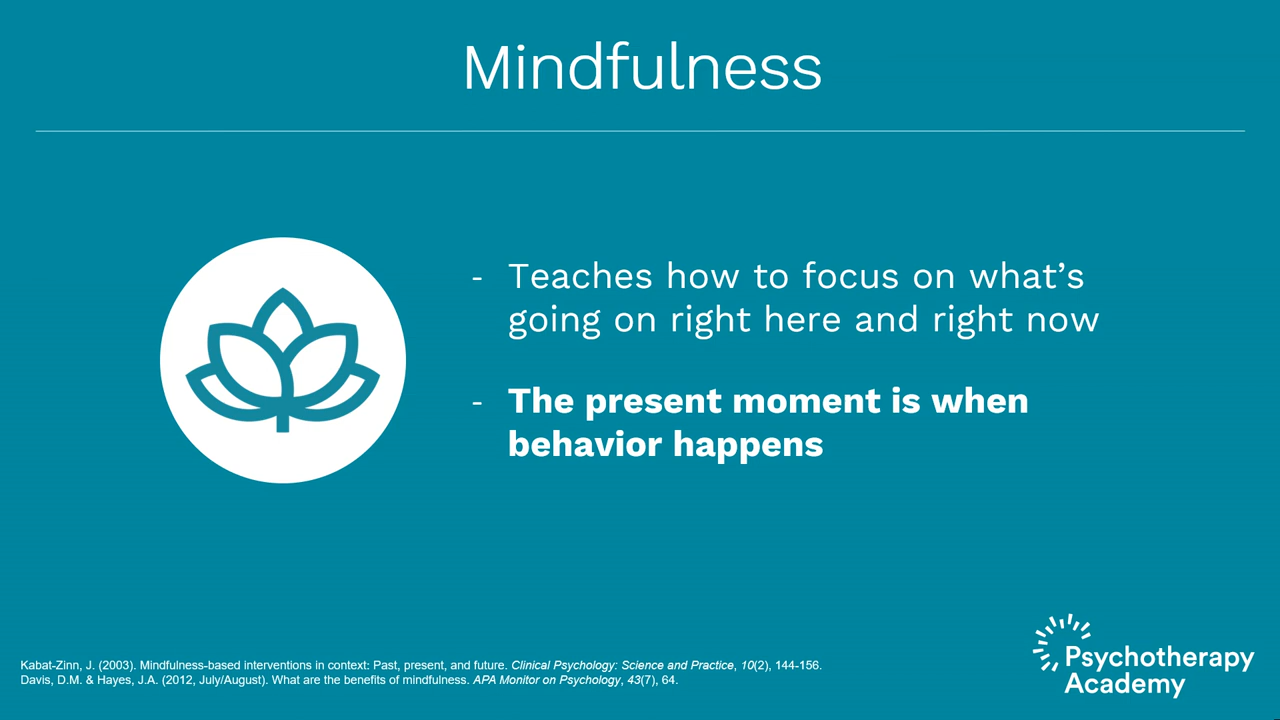 Mindfulness
- Teaches how to focus on what’s
going on right here and right now
- The present moment is when
behavior happens
Kabat-Zinn, J. (2003). Mindfulness-based interventions in context: Past, present, and future. Clinical Psychology: Science and Practice, 10(2), 144-156.
Davis, D.M. & Hayes, J.A. (2012, July/August). What are the benefits of mindfulness. APA Monitor on Psychology, 43(7), 64.
Psychotherapy
Academy